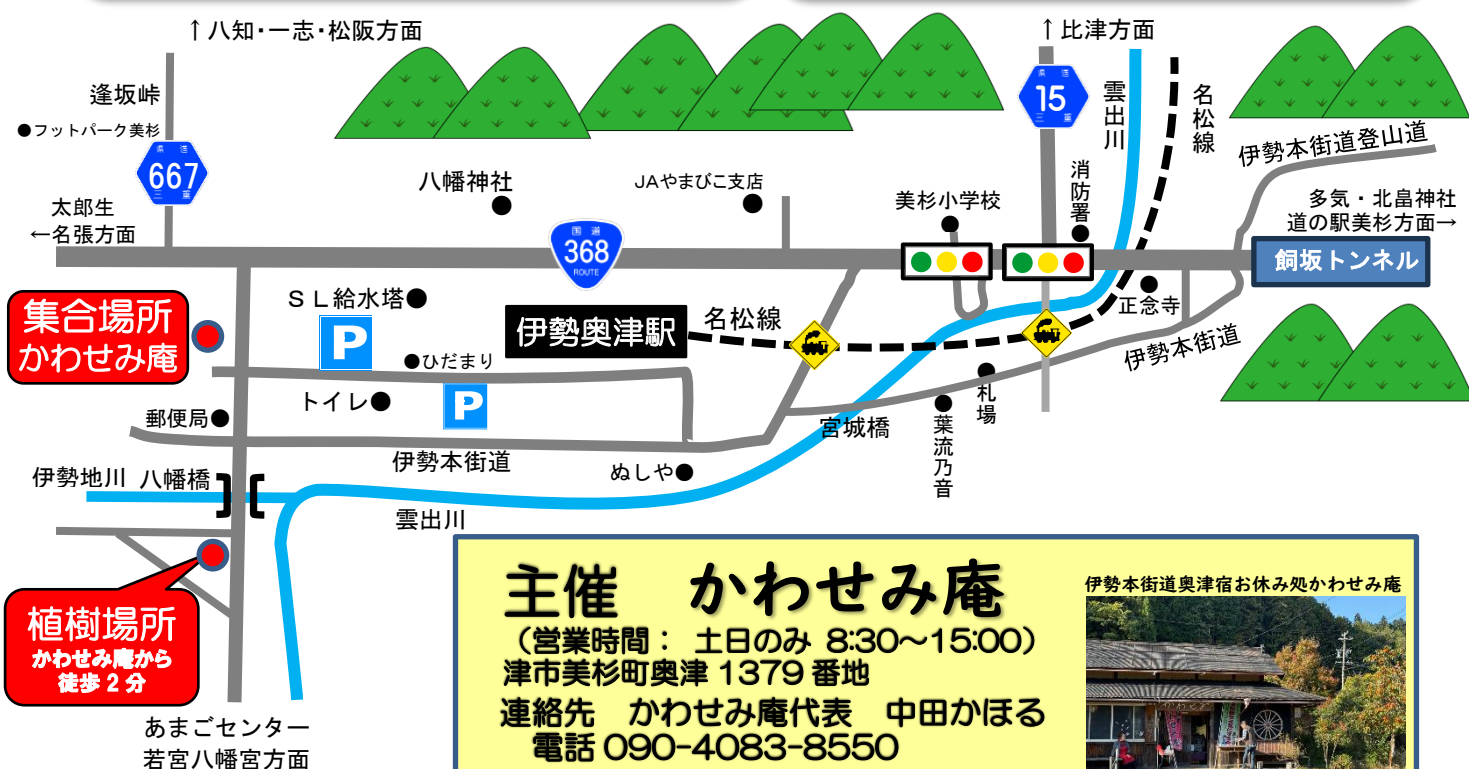 ↑八知・一志・松阪方面
↑比津方面
逢坂峠
●フットパーク美杉
県道
667
三重
県道
15
三重
雲出川
名松線
伊勢本街道登山道
太郎生
←名張方面
八幡神社
JAやまびこ支店
美杉小学校
消防署
多気・北畠神社
道の駅美杉方面→
国道
368
ROUTE
飼坂トンネル
集合場所
かわせみ庵
SL給水塔●
P
伊勢奥津駅
名松線
正念寺
伊勢本街道
●ひだまり
トイレ●
P
郵便局●
札場
宮城橋
葉流乃音
伊勢本街道
ぬしや●
伊勢地川
八幡橋
雲出川
植樹場所
かわせみ庵から
徒歩2分
あまごセンター
若宮八幡宮方面
主催 かわせみ庵
（営業時間： 土日のみ 8:30～15:00）
津市美杉町奥津 1379 番地
連絡先 かわせみ庵代表 中田かほる
電話 090-4083-8550
伊勢本街道奥津宿お休み処かわせみ庵